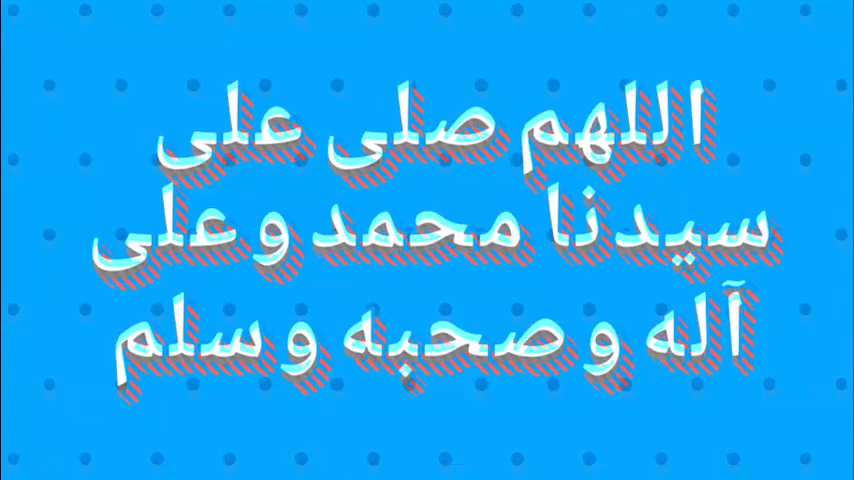 اللهم صلى على
سيدنا محمد وعلى
آله وصحبه وسلم